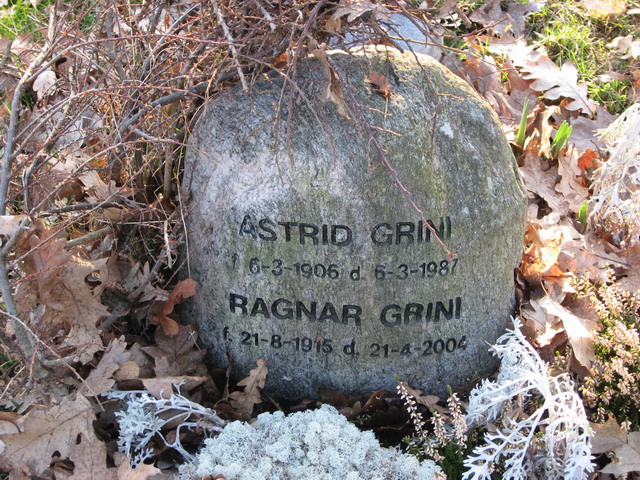 ASTRID GRINI
f 6-3-1906 d. 6-3-1987
RAGNAR GRINI
f. 21-8-1915 d. 21-4-2004